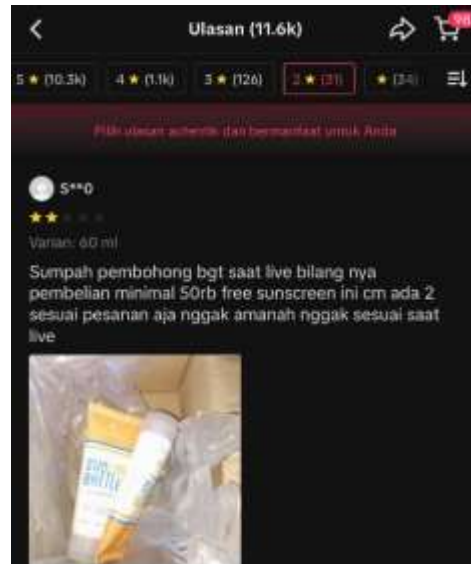 Ulasan (11.6k)
5 ★ (10.3k) 4 ★ (1.1k) 3 ★ (126) 2 ★ (31) ★ (34)
Pilih ulasan autentik dan bermanfaat untuk Anda
S**0
Varian: 60 ml
Sumpah pembohong bgt saat live bilang nya
pembelian minimal 50rb free sunscreen ini cm ada 2
sesuai pesanan aja nggak amanah nggak sesuai saat
live